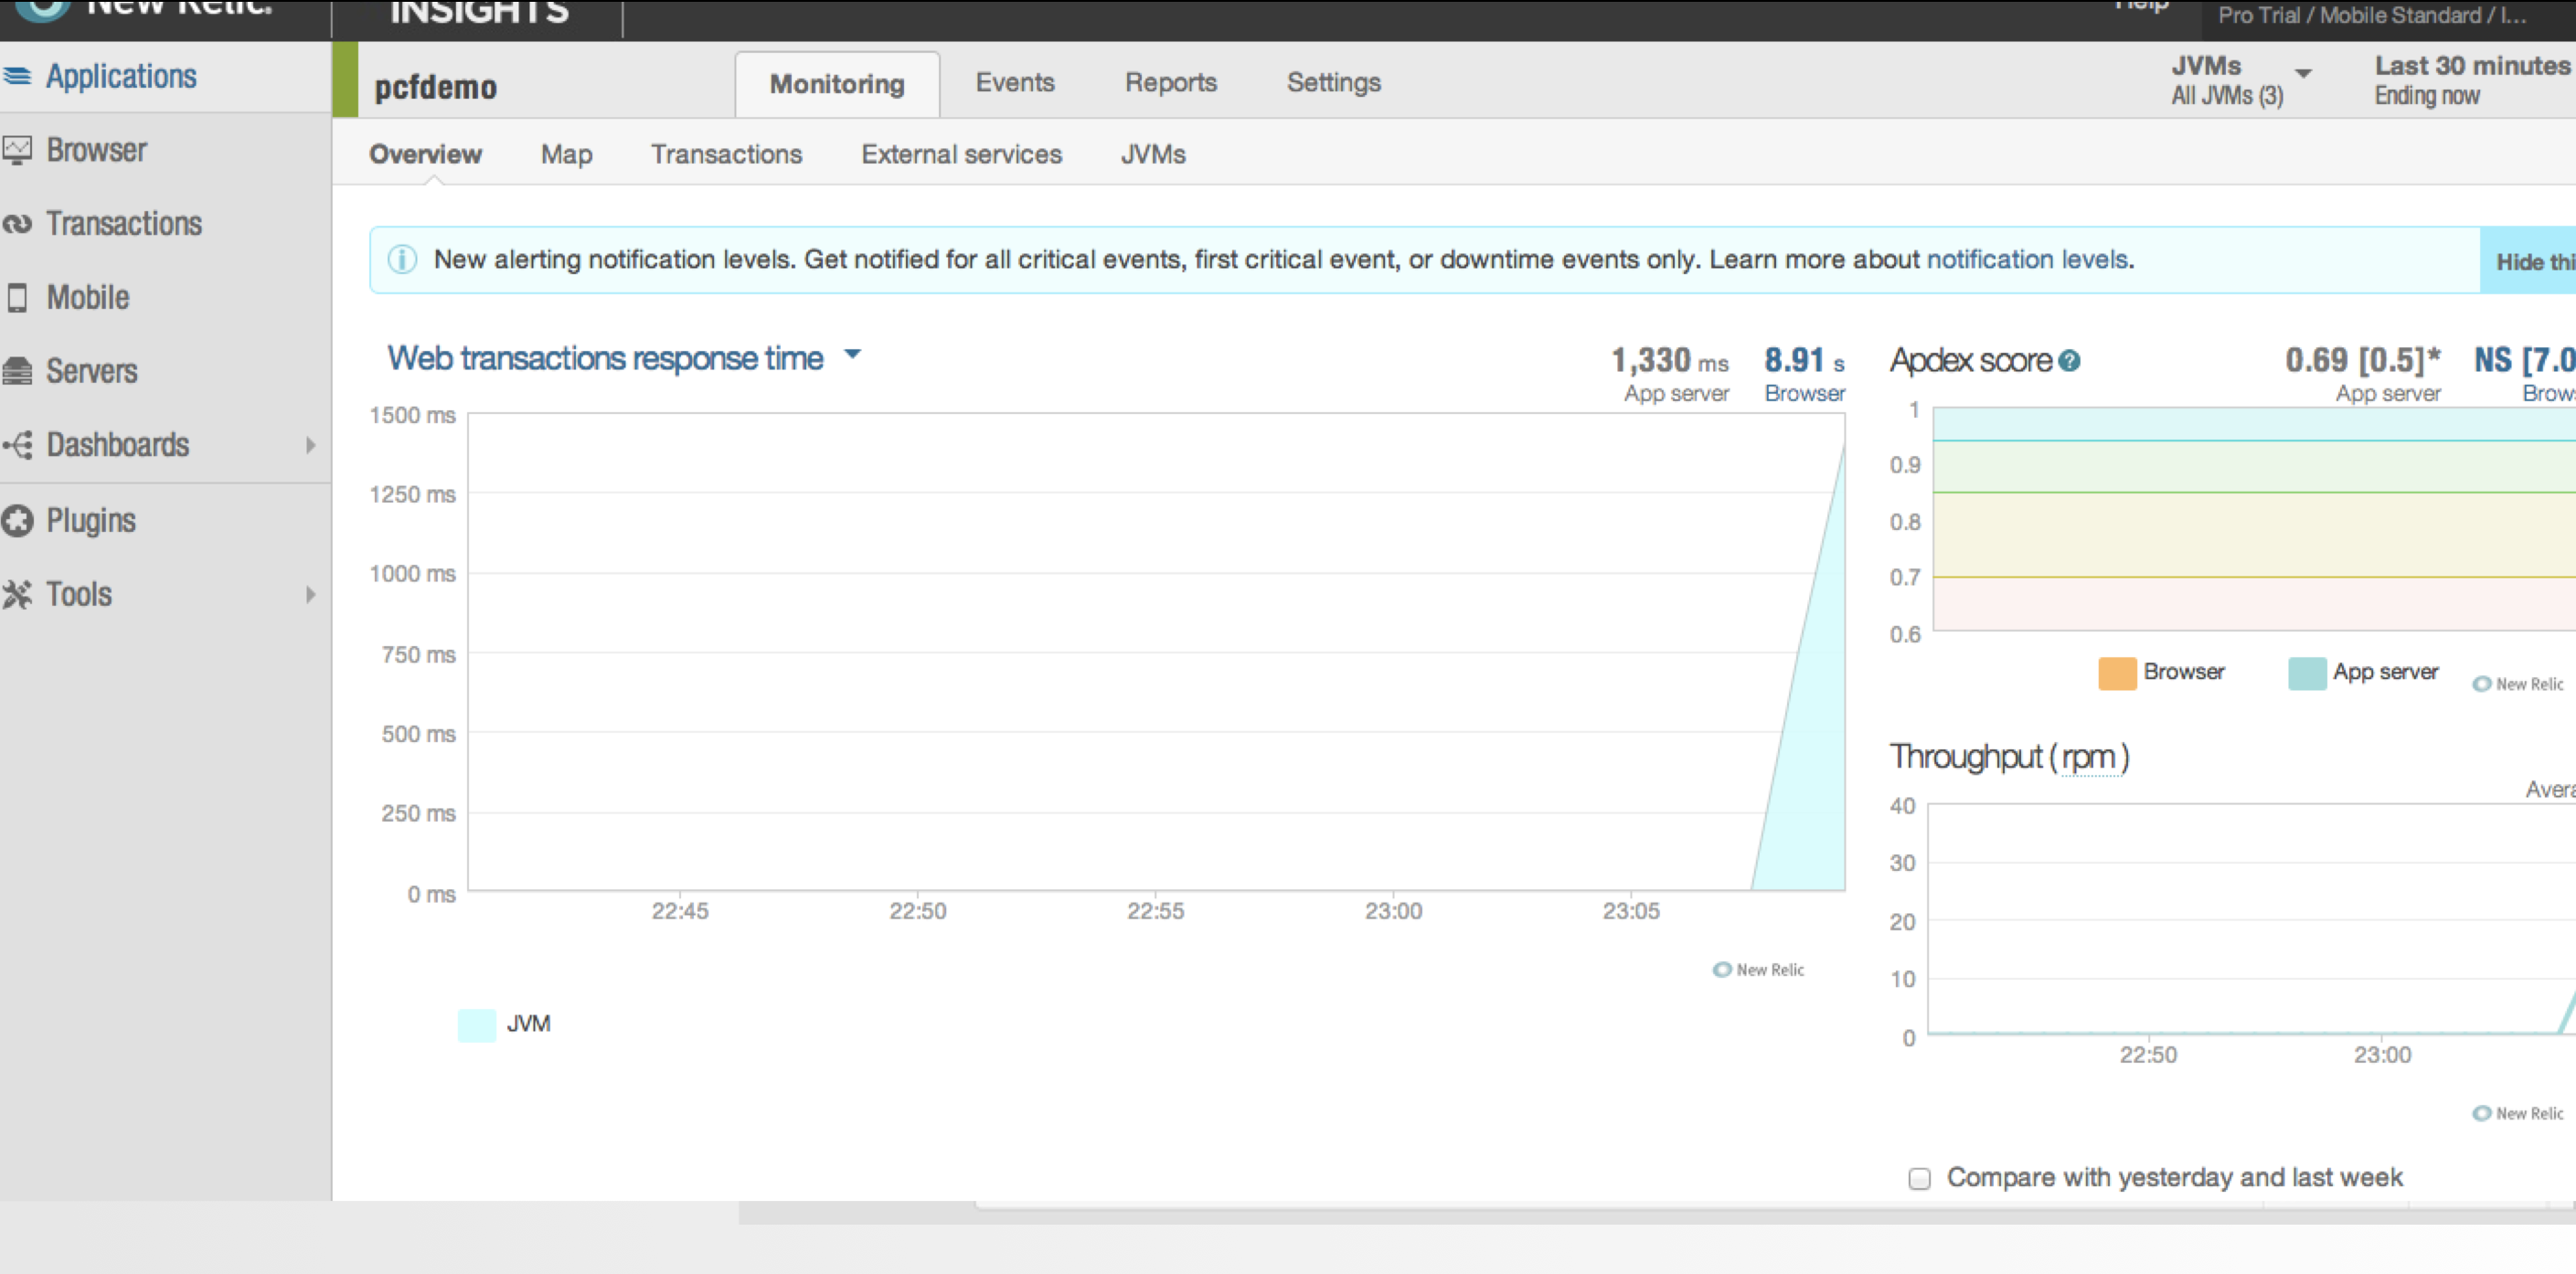 New Relic.
INSIGHTS
Help
Pro Trial / Mobile Standard / I...
Applications
Browser
Transactions
Mobile
Servers
Dashboards
Plugins
Tools
pcfdemo
Monitoring
Events
Reports
Settings
JVMs
All JVMs (3)
Last 30 minutes
Ending now
Overview
Map
Transactions
External services
JVMs
New alerting notification levels. Get notified for all critical events, first critical event, or downtime events only. Learn more about notification levels.
Hide thi
Web transactions response time
1,330 ms
App server
8.91 s
Browser
1500 ms
1250 ms
1000 ms
750 ms
500 ms
250 ms
0 ms
22:45
22:50
22:55
23:00
23:05
New Relic
JVM
Apdex score
?
0.69 [0.5]*
App server
NS [7.0
Brows
1
0.9
0.8
0.7
0.6
Browser
App server
New Relic
Throughput (rpm)
Avera
40
30
20
10
0
22:50
23:00
New Relic
Compare with yesterday and last week